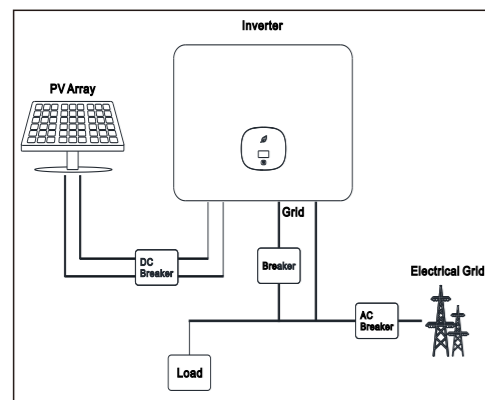 Inverter
PV Array
Grid
DC
Breaker
Breaker
Electrical Grid
AC
Breaker
Load